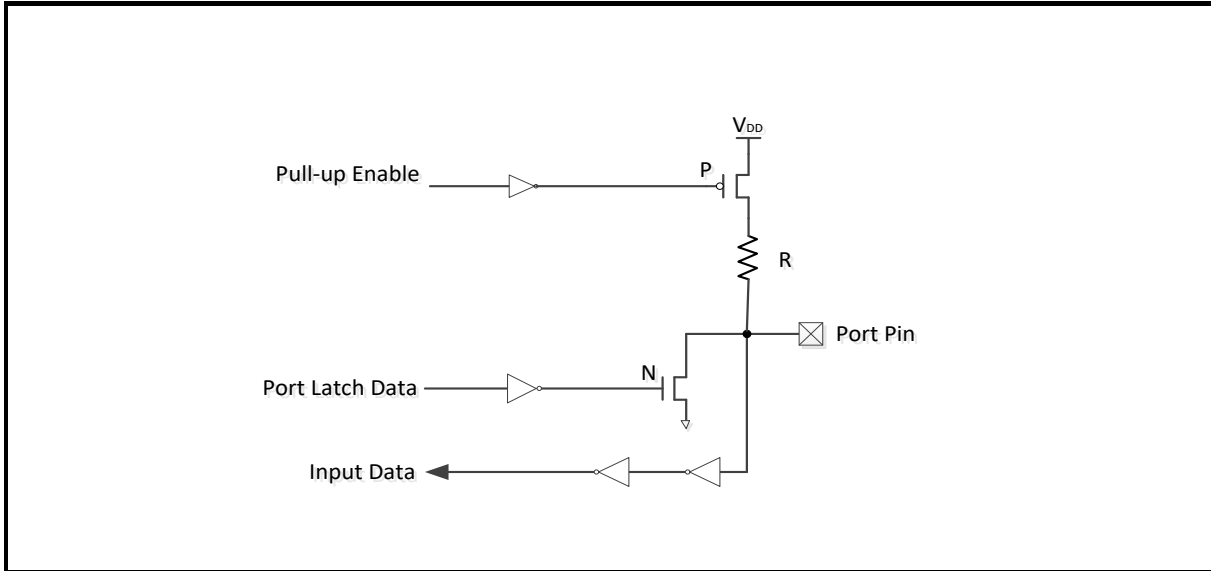 VDD
Pull-up Enable
P
R
Port Pin
N
Port Latch Data
Input Data